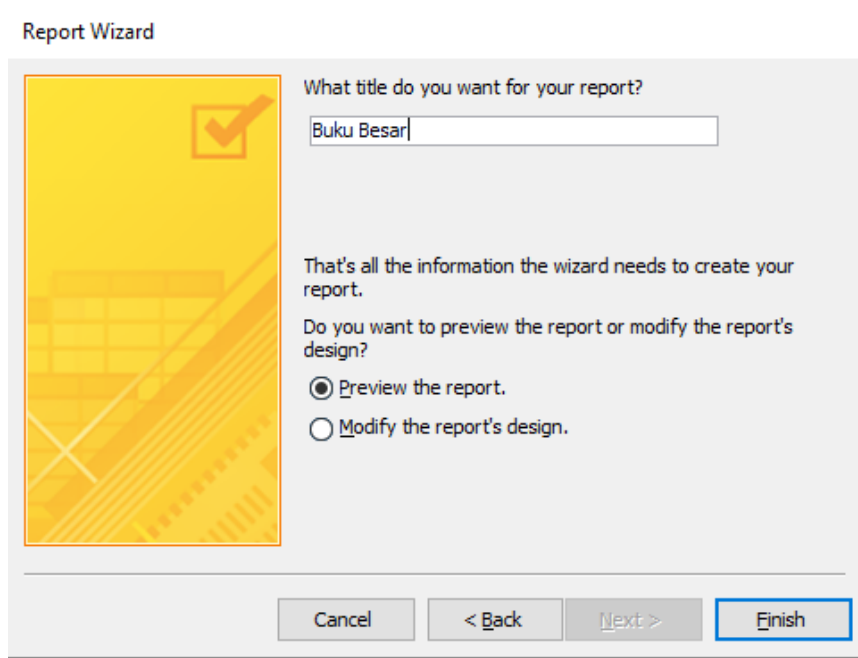 Report Wizard
What title do you want for your report?
Buku Besar
That's all the information the wizard needs to create your
report.
Do you want to preview the report or modify the report's
design?
Preview the report.
Modify the report's design.
Cancel
< Back
Next >
Finish